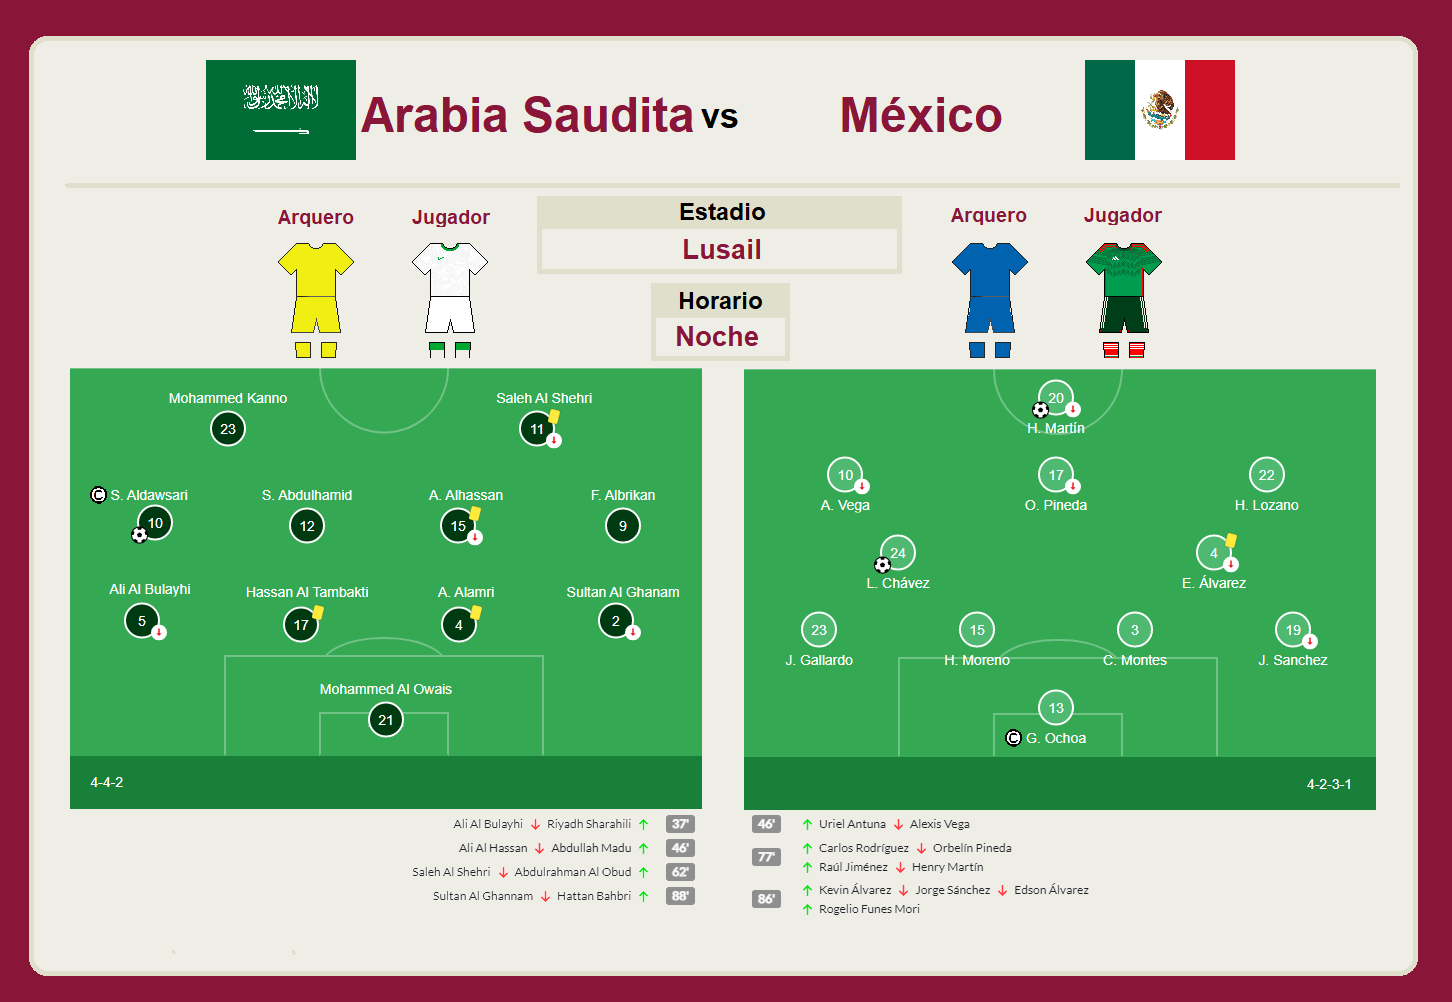 Arabia Saudita vs México
Arquero Jugador
Estadio
Lusail
Horario
Noche
Arquero Jugador
Mohammed Kanno
23
Saleh Al Shehri
11
C S. Aldawsari
10
S. Abdulhamid
12
A. Alhassan
15
F. Albrikan
9
Ali Al Bulayhi
5
Hassan Al Tambakti
17
A. Alamri
4
Sultan Al Ghanam
2
Mohammed Al Owais
21
4-4-2
20
H. Martín
10
A. Vega
17
O. Pineda
22
H. Lozano
24
L. Chávez
4
E. Álvarez
23
J. Gallardo
15
H. Moreno
3
C. Montes
19
J. Sanchez
13
C G. Ochoa
4-2-3-1
Ali Al Bulayhi ↓ Riyadh Sharahili ↑ 37'
Ali Al Hassan ↓ Abdullah Madu ↑ 46'
Saleh Al Shehri ↓ Abdulrahman Al Obud ↑ 62'
Sultan Al Ghannam ↓ Hattan Bahbri ↑ 88'
46' ↑ Uriel Antuna ↓ Alexis Vega
77' ↑ Carlos Rodríguez ↓ Orbelín Pineda
↑ Raúl Jiménez ↓ Henry Martín
86' ↑ Kevin Álvarez ↓ Jorge Sánchez ↓ Edson Álvarez
↑ Rogelio Funes Mori